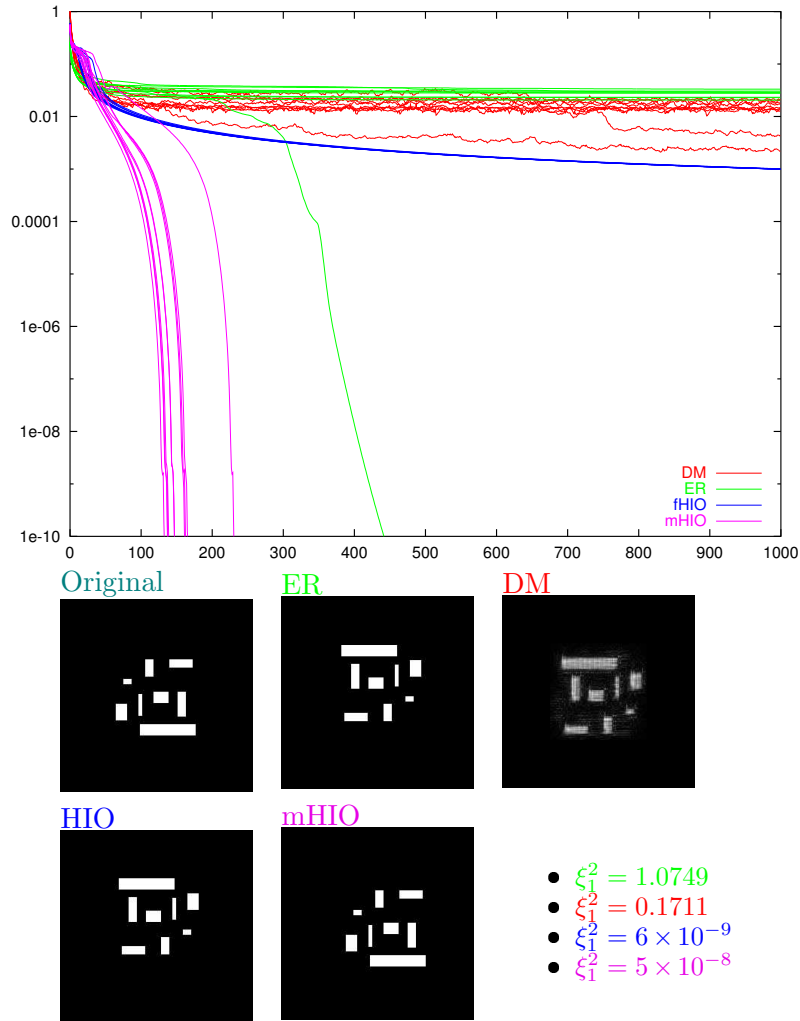 1
0.01
0.0001
1e-06
1e-08
1e-10
0 100 200 300 400 500 600 700 800 900 1000
DM
ER
fHIO
mHIO
Original
ER
DM
HIO
mHIO
• ξ₁² = 1.0749
• ξ₁² = 0.1711
• ξ₁² = 6 × 10⁻⁹
• ξ₁² = 5 × 10⁻⁸